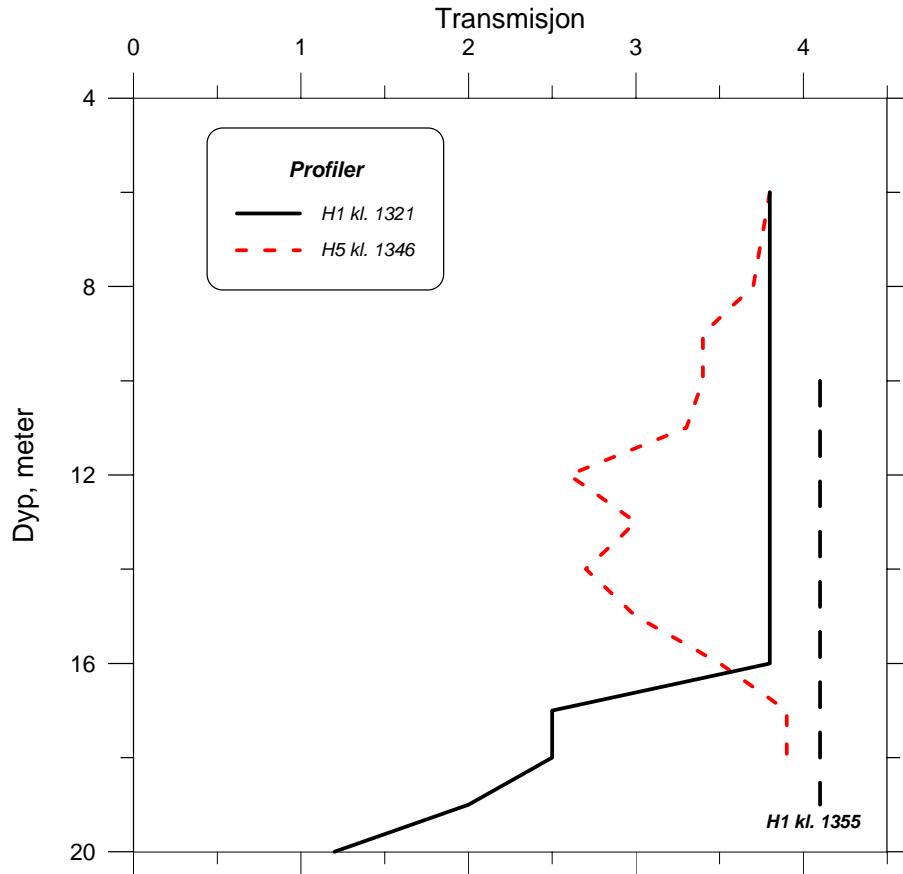 Transmisjon
0 1 2 3 4
4
Profiler
H1 kl. 1321
H5 kl. 1346
8
Dyp, meter
12
16
H1 kl. 1355
20